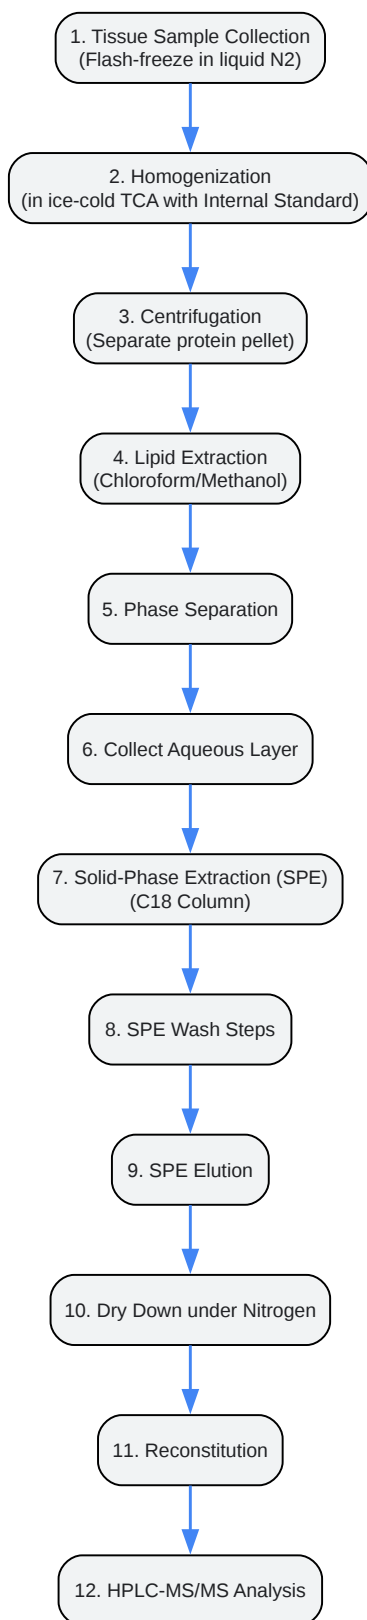 1. Tissue Sample Collection
(Flash-freeze in liquid N2)
2. Homogenization
(in ice-cold TCA with Internal Standard)
3. Centrifugation
(Separate protein pellet)
4. Lipid Extraction
(Chloroform/Methanol)
5. Phase Separation
6. Collect Aqueous Layer
7. Solid-Phase Extraction (SPE)
(C18 Column)
8. SPE Wash Steps
9. SPE Elution
10. Dry Down under Nitrogen
11. Reconstitution
12. HPLC-MS/MS Analysis